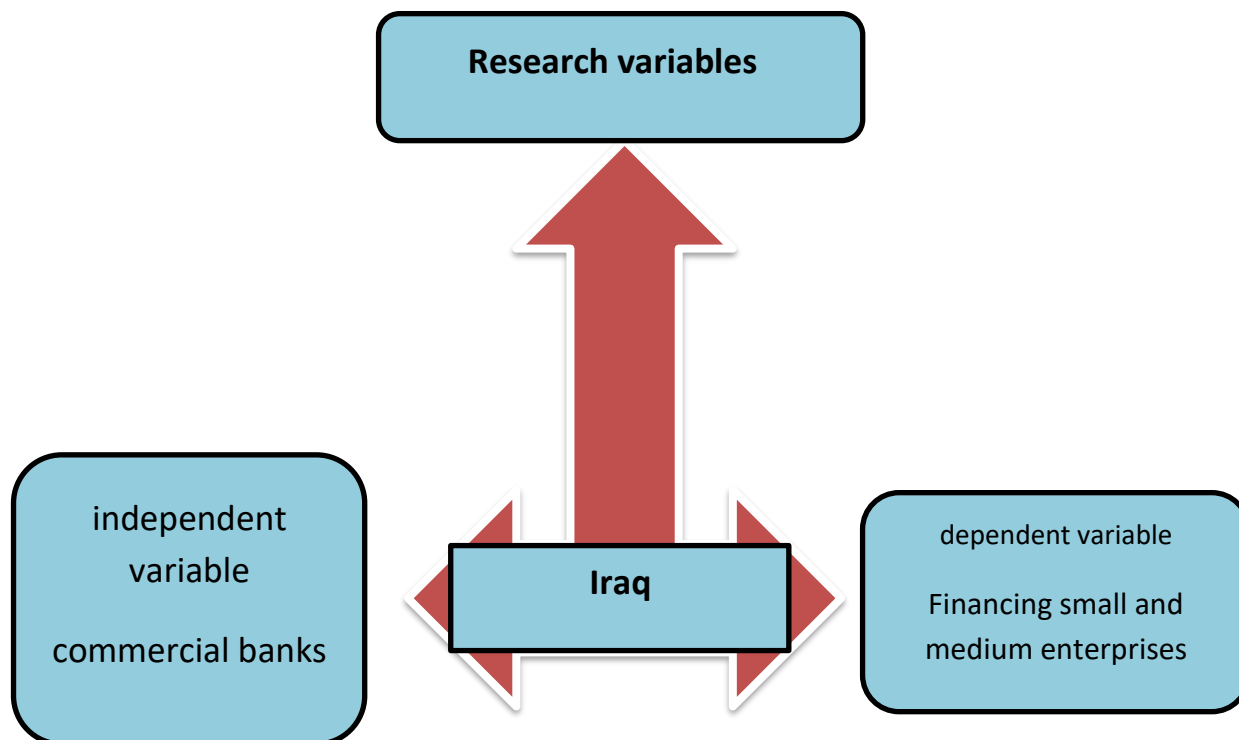 Research variables
independent
variable
commercial banks
Iraq
dependent variable
Financing small and
medium enterprises